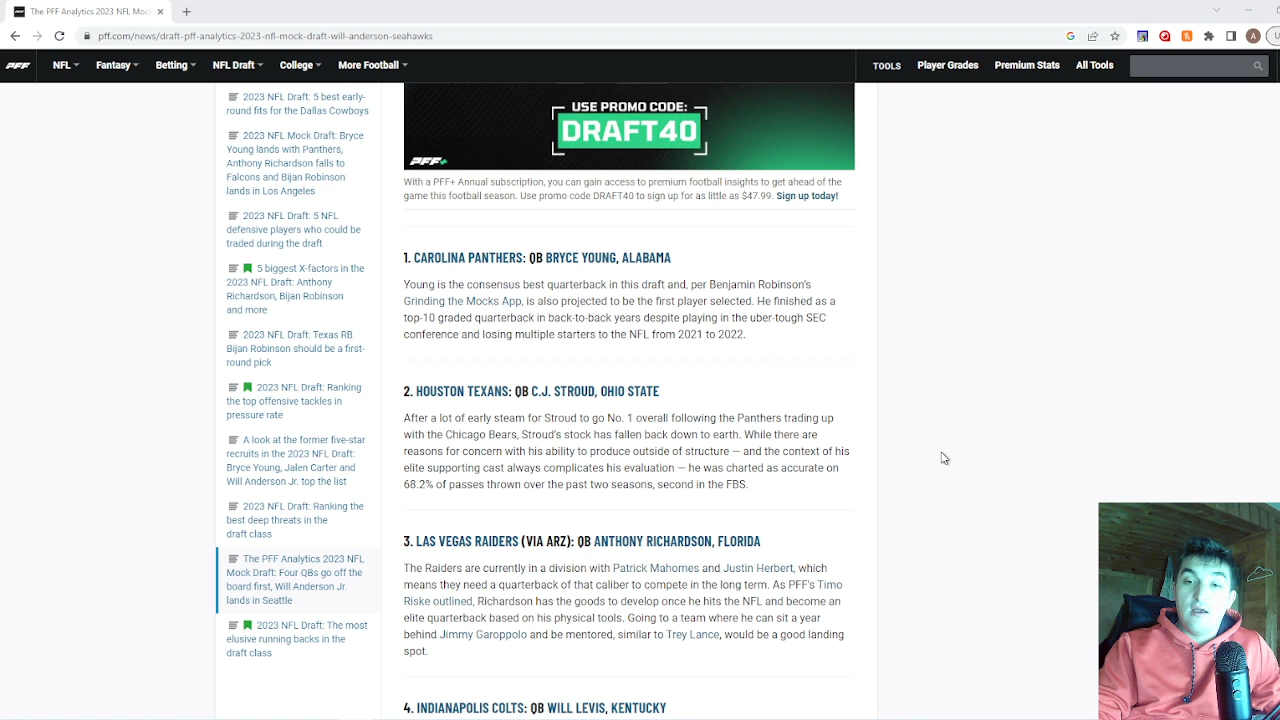 The PFF Analytics 2023 NFL Moc
pff.com/news/draft-pff-analytics-2023-nfl-mock-draft-will-anderson-seahawks
A
PFF NFL Fantasy Betting NFL Draft College More Football TOOLS Player Grades Premium Stats All Tools
2023 NFL Draft: 5 best early-
round fits for the Dallas Cowboys
2023 NFL Mock Draft: Bryce
Young lands with Panthers,
Anthony Richardson falls to
Falcons and Bijan Robinson
lands in Los Angeles
2023 NFL Draft: 5 NFL
defensive players who could be
traded during the draft
5 biggest X-factors in the
2023 NFL Draft: Anthony
Richardson, Bijan Robinson
and more
2023 NFL Draft: Texas RB
Bijan Robinson should be a first-
round pick
2023 NFL Draft: Ranking
the top offensive tackles in
pressure rate
A look at the former five-star
recruits in the 2023 NFL Draft:
Bryce Young, Jalen Carter and
Will Anderson Jr. top the list
2023 NFL Draft: Ranking the
best deep threats in the
draft class
The PFF Analytics 2023 NFL
Mock Draft: Four QBs go off the
board first, Will Anderson Jr.
lands in Seattle
2023 NFL Draft: The most
elusive running backs in the
draft class
USE PROMO CODE:
DRAFT40
PFF+
With a PFF+ Annual subscription, you can gain access to premium football insights to get ahead of the
game this football season. Use promo code DRAFT40 to sign up for as little as $47.99. Sign up today!
1. CAROLINA PANTHERS: QB BRYCE YOUNG, ALABAMA
Young is the consensus best quarterback in this draft and, per Benjamin Robinson's
Grinding the Mocks App, is also projected to be the first player selected. He finished as a
top-10 graded quarterback in back-to-back years despite playing in the uber-tough SEC
conference and losing multiple starters to the NFL from 2021 to 2022.
2. HOUSTON TEXANS: QB C.J. STROUD, OHIO STATE
After a lot of early steam for Stroud to go No. 1 overall following the Panthers trading up
with the Chicago Bears, Stroud's stock has fallen back down to earth. While there are
reasons for concern with his ability to produce outside of structure — and the context of his
elite supporting cast always complicates his evaluation — he was charted as accurate on
68.2% of passes thrown over the past two seasons, second in the FBS.
3. LAS VEGAS RAIDERS (VIA ARZ): QB ANTHONY RICHARDSON, FLORIDA
The Raiders are currently in a division with Patrick Mahomes and Justin Herbert, which
means they need a quarterback of that caliber to compete in the long term. As PFF's Timo
Riske outlined, Richardson has the goods to develop once he hits the NFL and become an
elite quarterback based on his physical tools. Going to a team where he can sit a year
behind Jimmy Garoppolo and be mentored, similar to Trey Lance, would be a good landing
spot.
4. INDIANAPOLIS COLTS: QB WILL LEVIS, KENTUCKY